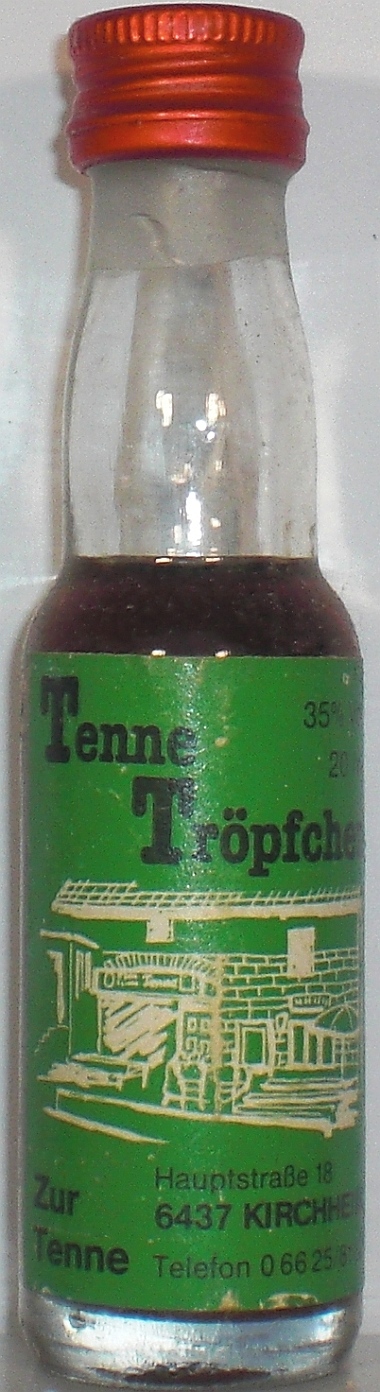 Tenne
35%
20
Tröpfche
Zur Tenne
Hauptstraße 18
6437 KIRCHHE
Telefon 0 66 25